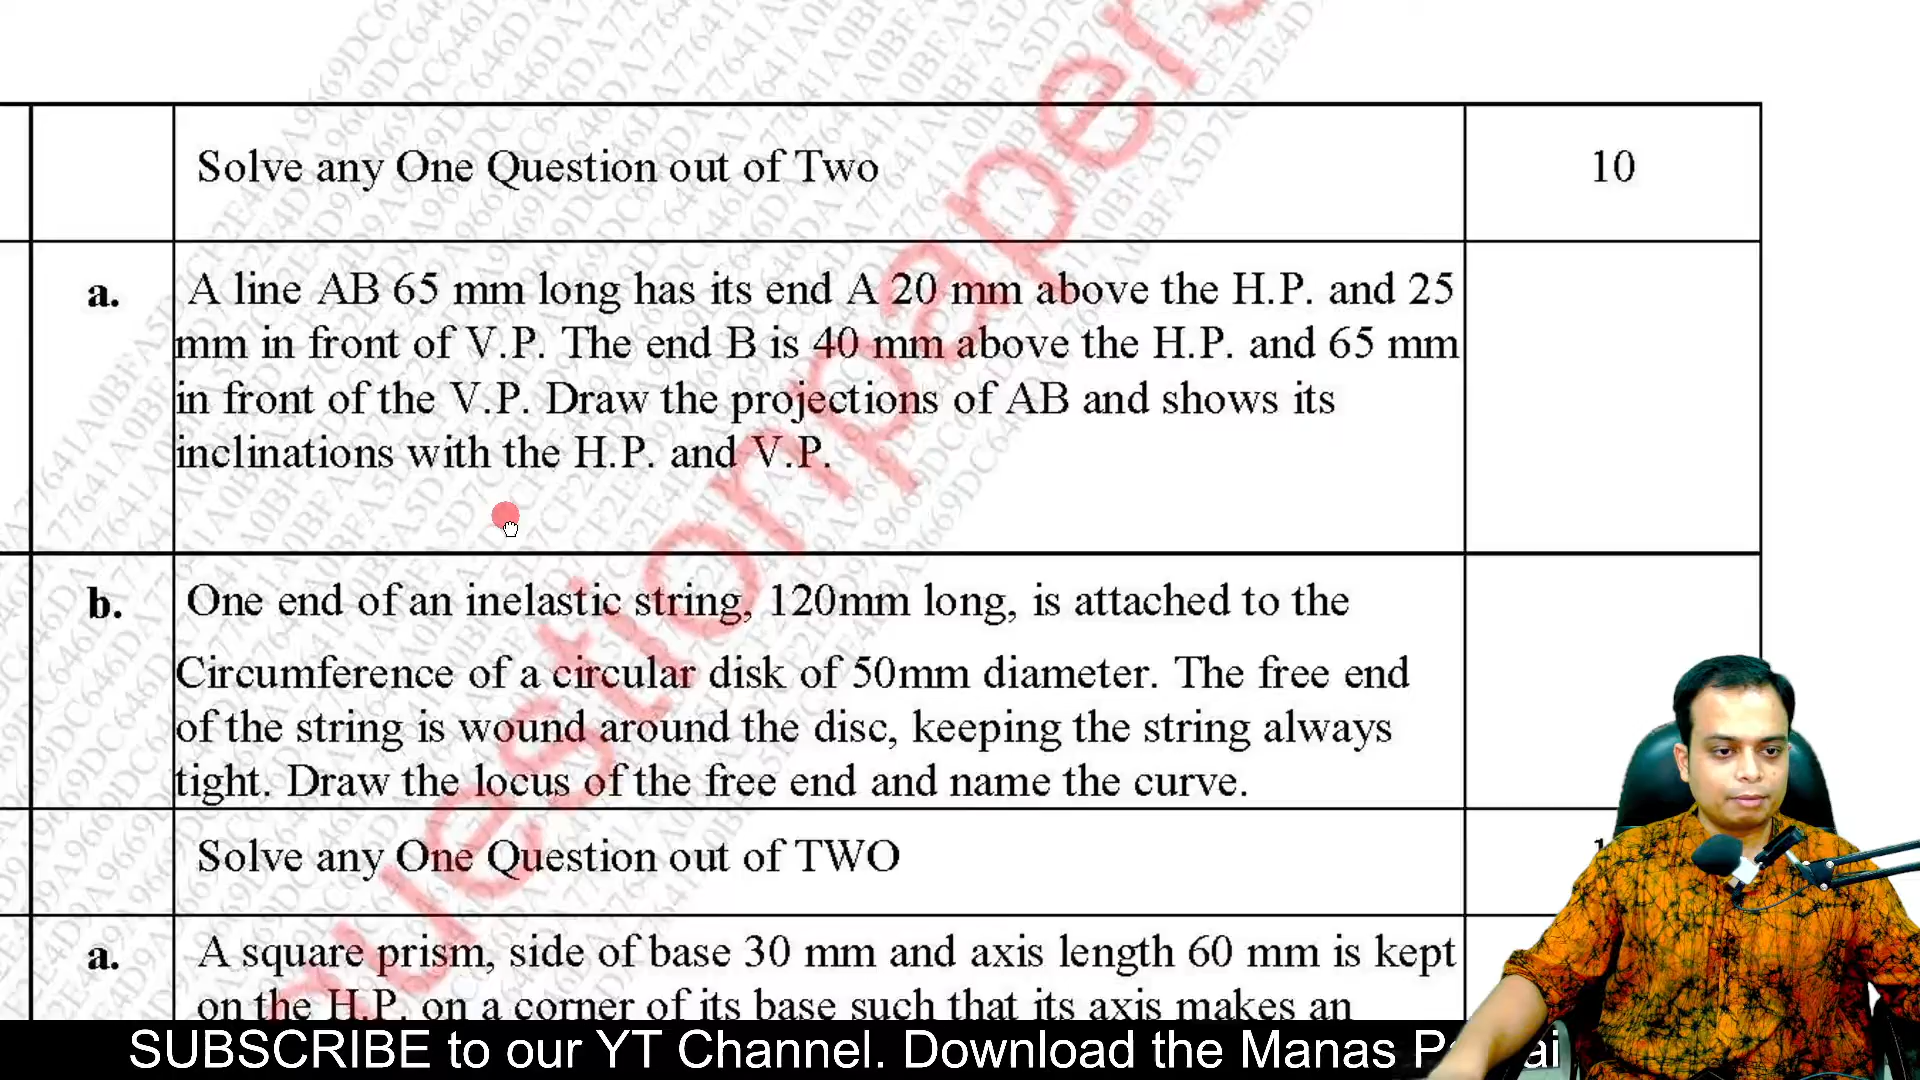 Solve any One Question out of Two
10
a.
A line AB 65 mm long has its end A 20 mm above the H.P. and 25
mm in front of V.P. The end B is 40 mm above the H.P. and 65 mm
in front of the V.P. Draw the projections of AB and shows its
inclinations with the H.P. and V.P.
b.
One end of an inelastic string, 120mm long, is attached to the
Circumference of a circular disk of 50mm diameter. The free end
of the string is wound around the disc, keeping the string always
tight. Draw the locus of the free end and name the curve.
Solve any One Question out of TWO
a.
A square prism, side of base 30 mm and axis length 60 mm is kept
on the H.P. on a corner of its base such that its axis makes an
SUBSCRIBE to our YT Channel. Download the Manas